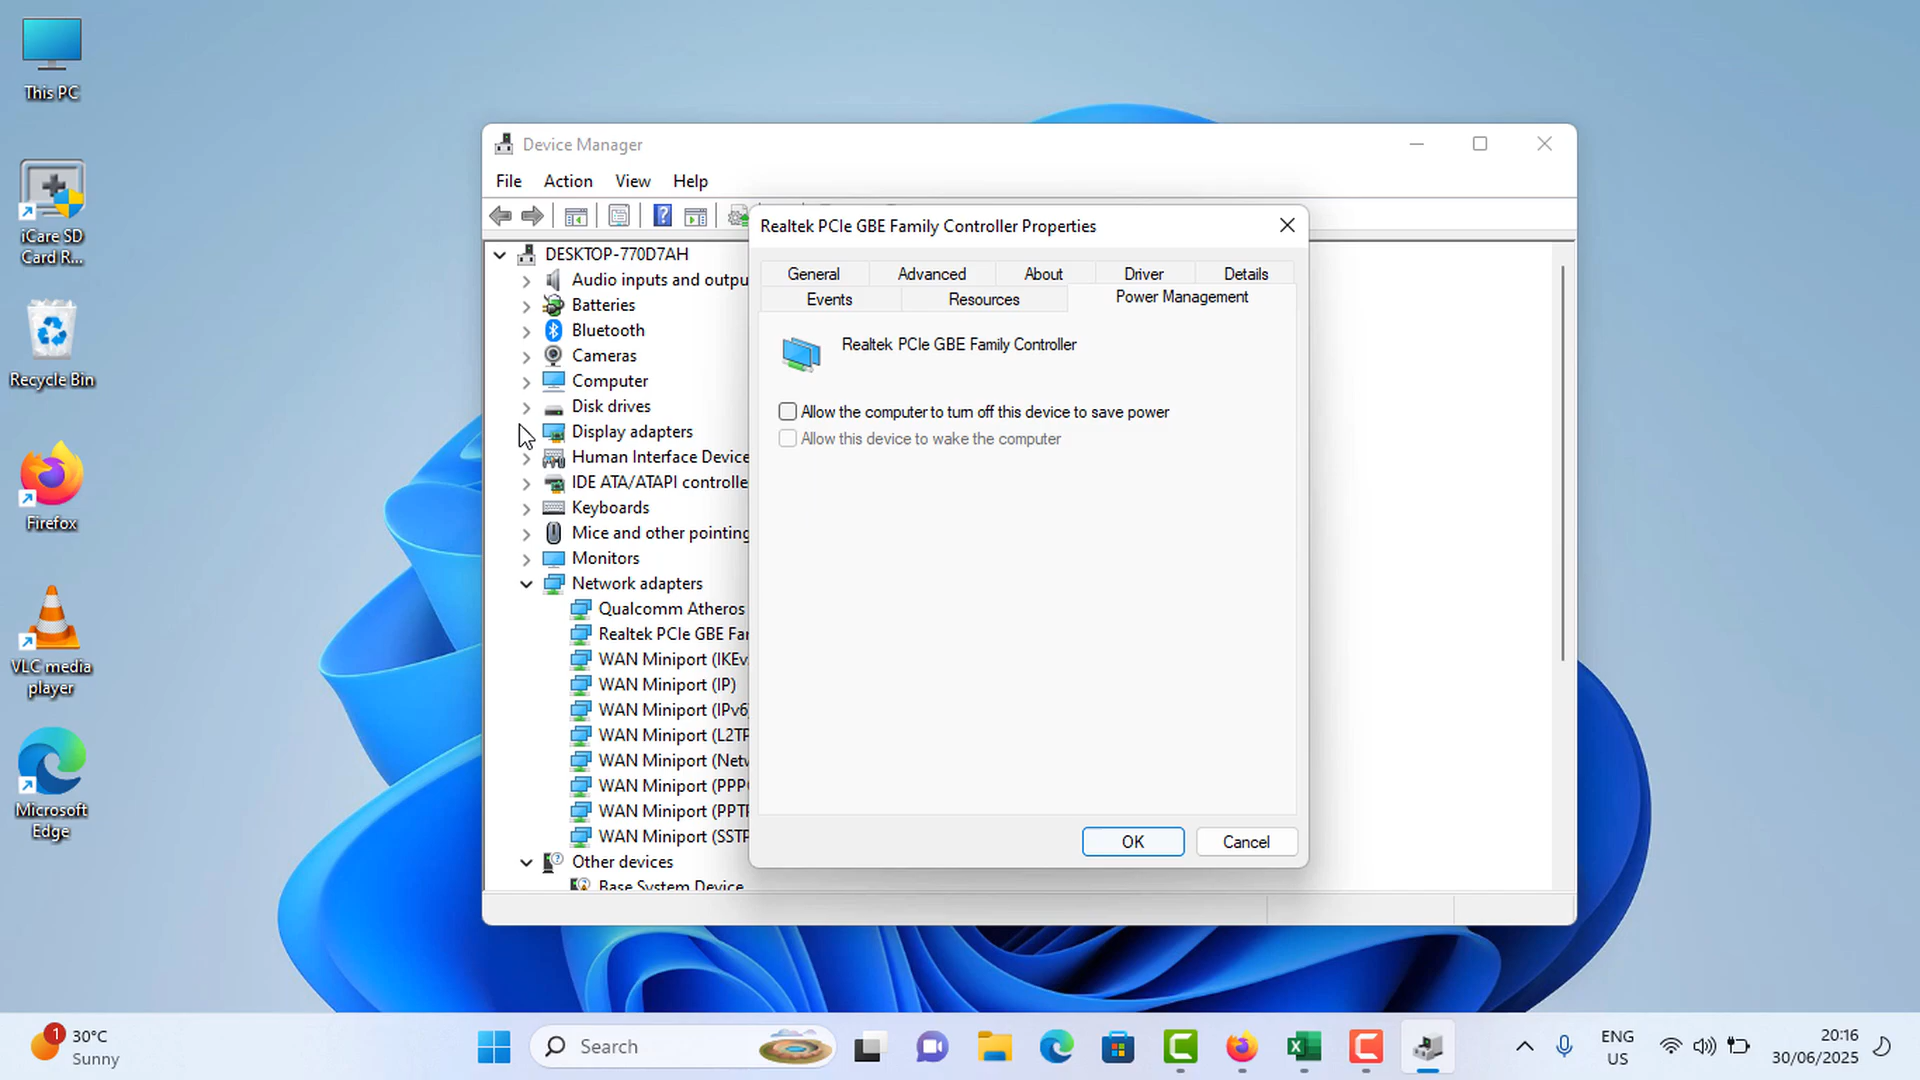 This PC
iCare SD
Card R...
Recycle Bin
Firefox
VLC media
player
Microsoft
Edge
Device Manager
File Action View Help
DESKTOP-770D7AH
Audio inputs and outpu
Batteries
Bluetooth
Cameras
Computer
Disk drives
Display adapters
Human Interface Device
IDE ATA/ATAPI controlle
Keyboards
Mice and other pointing
Monitors
Network adapters
Qualcomm Atheros
Realtek PCIe GBE Far
WAN Miniport (IKEv
WAN Miniport (IP)
WAN Miniport (IPv6
WAN Miniport (L2TP
WAN Miniport (Netw
WAN Miniport (PPPO
WAN Miniport (PPTP
WAN Miniport (SSTP
Other devices
Base System Device
Realtek PCIe GBE Family Controller Properties
General Advanced About Driver Details
Events Resources Power Management
Realtek PCIe GBE Family Controller
Allow the computer to turn off this device to save power
Allow this device to wake the computer
OK Cancel
1
30°C
Sunny
Search
ENG
US
20:16
30/06/2025